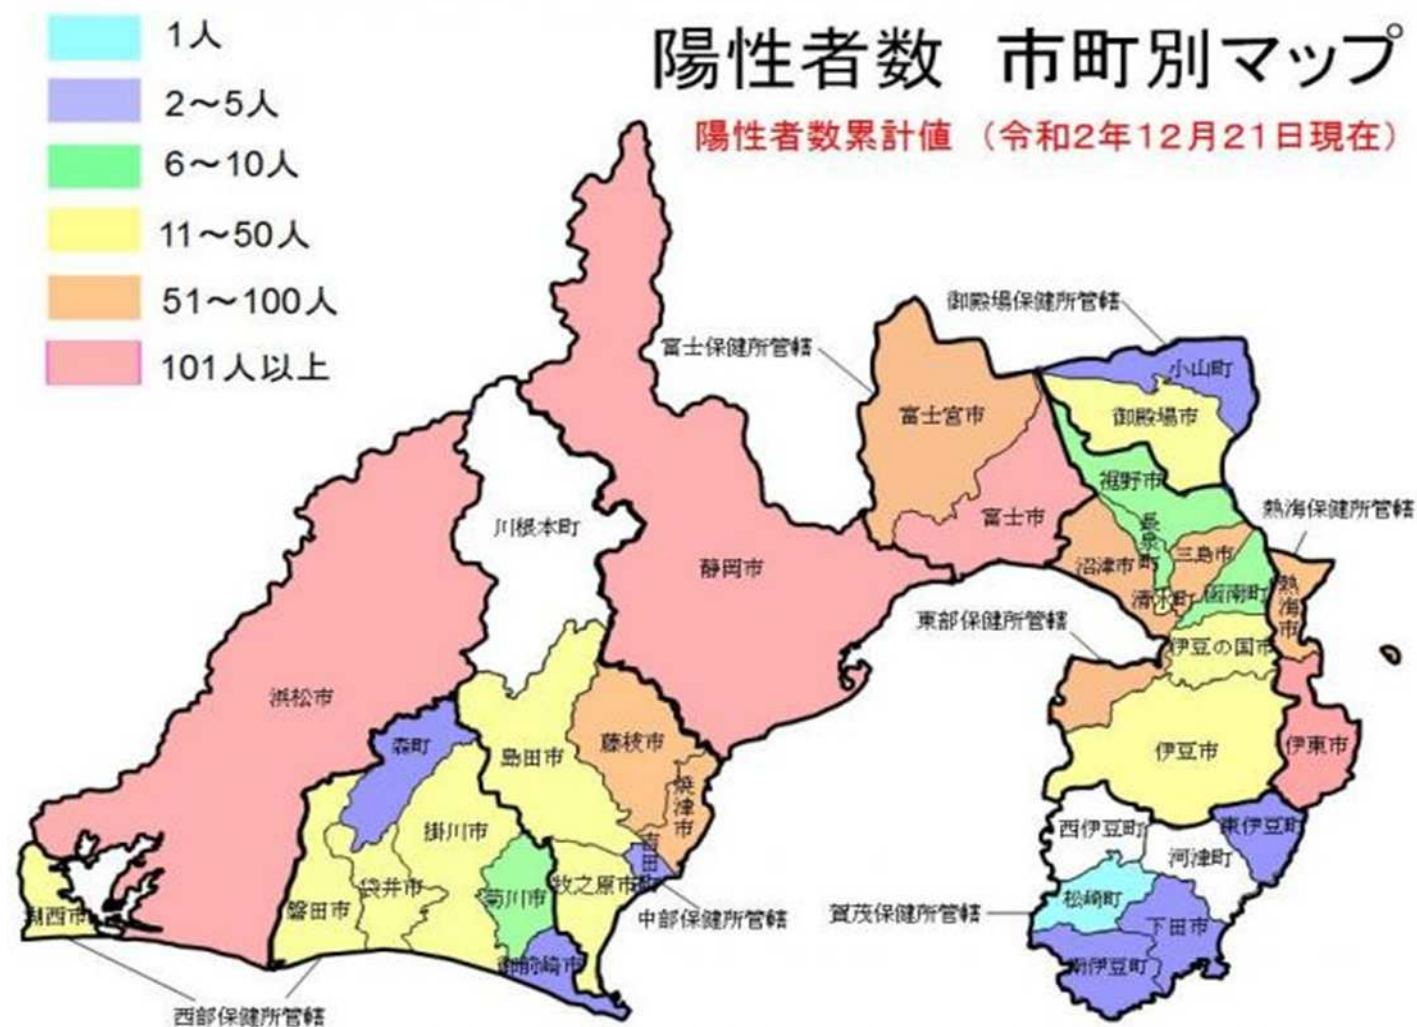 陽性者数　市町別マップ
陽性者数累計値　（令和2年12月21日現在）
1人
2～5人
6～10人
11～50人
51～100人
101人以上
御殿場保健所管轄
富士保健所管轄
小山町
富士宮市
御殿場市
裾野市
熱海保健所管轄
川根本町
富士市
長泉町
静岡市
沼津市
三島市
清水町
函南町
熱海市
東部保健所管轄
伊豆の国市
浜松市
森町
島田市
藤枝市
伊豆市
伊東市
焼津市
掛川市
吉田町
西伊豆町
東伊豆町
河津町
湖西市
磐田市
袋井市
菊川市
牧之原市
松崎町
中部保健所管轄
賀茂保健所管轄
下田市
御前崎市
南伊豆町
西部保健所管轄